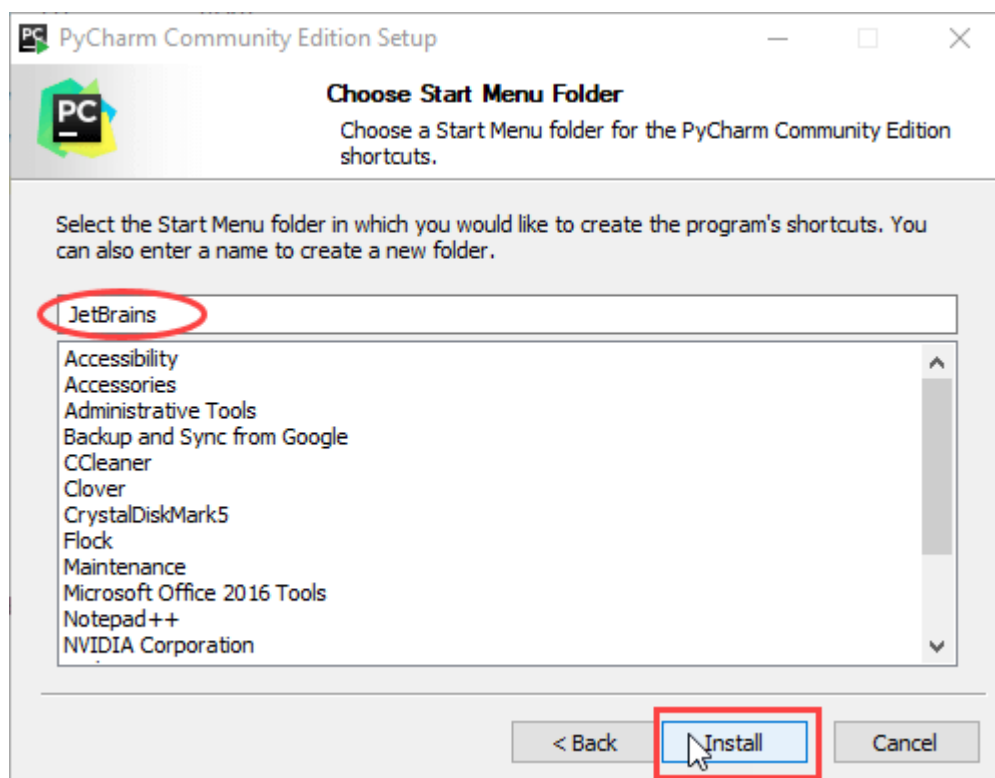 PC PyCharm Community Edition Setup
PC
Choose Start Menu Folder
Choose a Start Menu folder for the PyCharm Community Edition
shortcuts.
Select the Start Menu folder in which you would like to create the program's shortcuts. You
can also enter a name to create a new folder.
JetBrains
Accessibility
Accessories
Administrative Tools
Backup and Sync from Google
CCleaner
Clover
CrystalDiskMark5
Flock
Maintenance
Microsoft Office 2016 Tools
Notepad++
NVIDIA Corporation
< Back Install Cancel